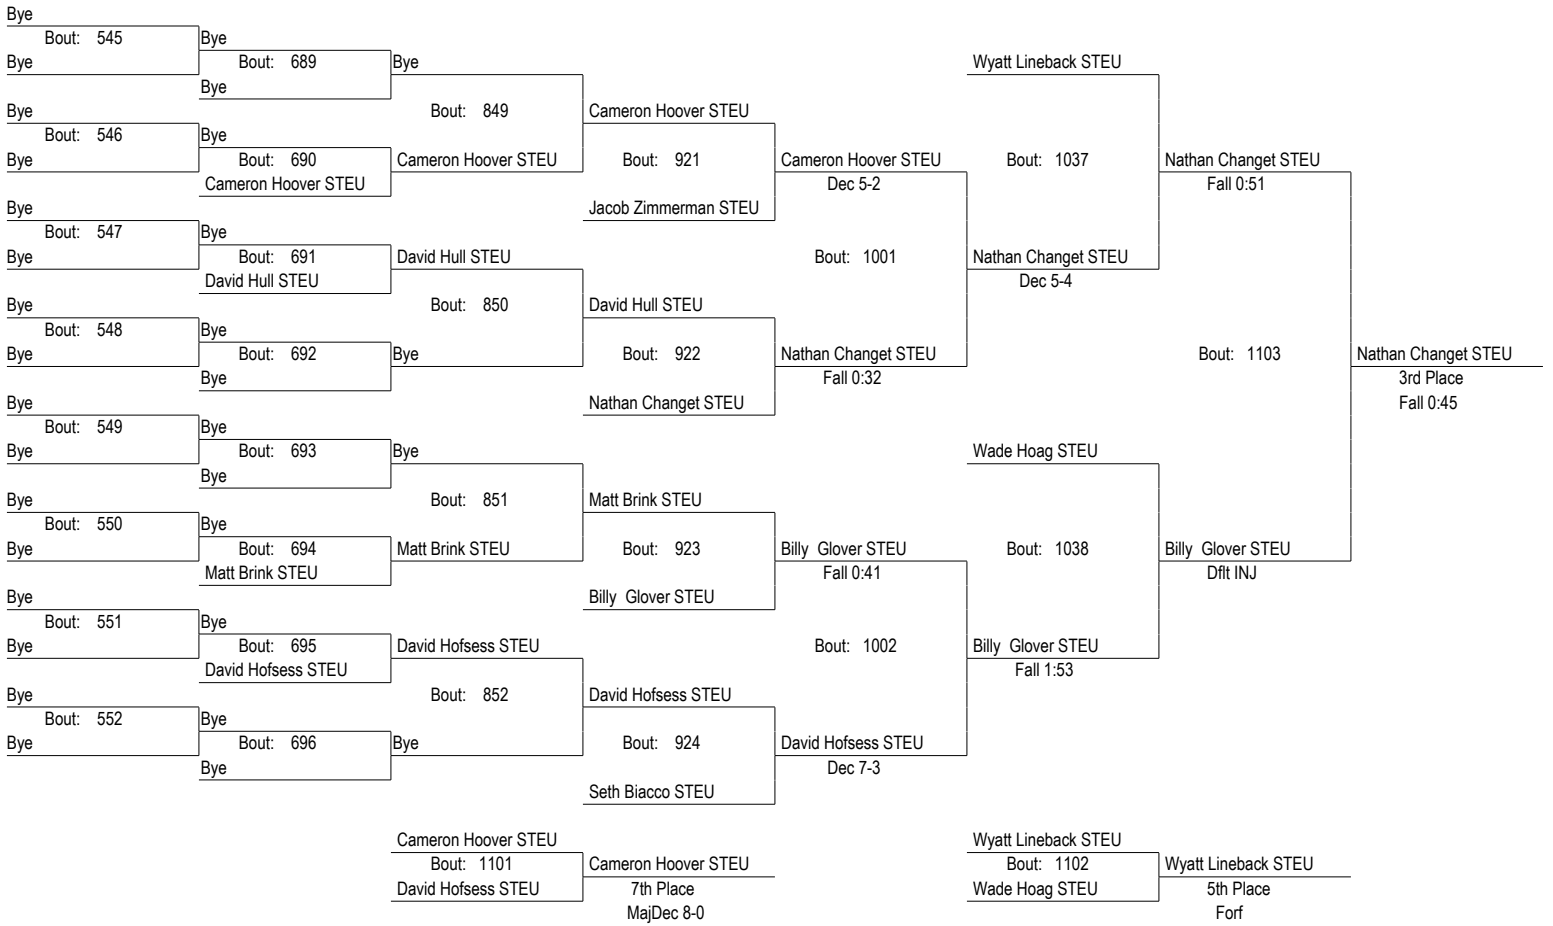 Bye
Bout: 545
Bye
Bye
Bout: 689
Bye
Bye
Bout: 546
Bye
Bye
Bout: 690
Cameron Hoover STEU
Bye
Bout: 849
Cameron Hoover STEU
Bye
Bout: 547
Bye
Bye
Bout: 691
David Hull STEU
Bye
Bout: 548
Bye
Bye
Bout: 692
Bye
David Hull STEU
Bout: 850
Bye
Bye
Bout: 549
Bye
Bye
Bout: 693
Bye
Bye
Bout: 550
Bye
Bye
Bout: 694
Matt Brink STEU
Bye
Bout: 851
Matt Brink STEU
Bye
Bout: 551
Bye
Bye
Bout: 695
David Hofsess STEU
Bye
Bout: 552
Bye
Bye
Bout: 696
Bye
David Hofsess STEU
Bout: 852
Bye
Cameron Hoover STEU
Bout: 921
Jacob Zimmerman STEU
David Hull STEU
Bout: 922
Nathan Changet STEU
Matt Brink STEU
Bout: 923
Billy Glover STEU
David Hofsess STEU
Bout: 924
Seth Biacco STEU
Cameron Hoover STEU
Dec 5-2
Bout: 1001
Nathan Changet STEU
Fall 0:32
Billy Glover STEU
Fall 0:41
Bout: 1002
David Hofsess STEU
Dec 7-3
Wyatt Lineback STEU
Bout: 1037
Nathan Changet STEU
Dec 5-4
Wade Hoag STEU
Bout: 1038
Billy Glover STEU
Fall 1:53
Nathan Changet STEU
Fall 0:51
Bout: 1103
Billy Glover STEU
Dflt INJ
Nathan Changet STEU
3rd Place
Fall 0:45
Cameron Hoover STEU
Bout: 1101
David Hofsess STEU
Cameron Hoover STEU
7th Place
MajDec 8-0
Wyatt Lineback STEU
Bout: 1102
Wade Hoag STEU
Wyatt Lineback STEU
5th Place
Forf